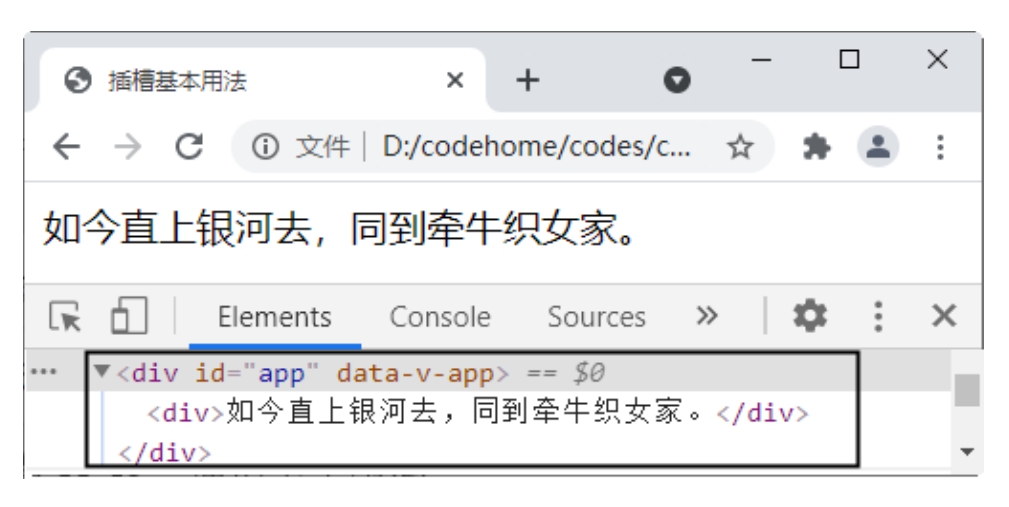 插槽基本用法
文件 | D:/codehome/codes/c...
如今直上银河去，同到牵牛织女家。
Elements Console Sources »
... ▼<div id="app" data-v-app> == $0
<div>如今直上银河去，同到牵牛织女家。</div>
</div>